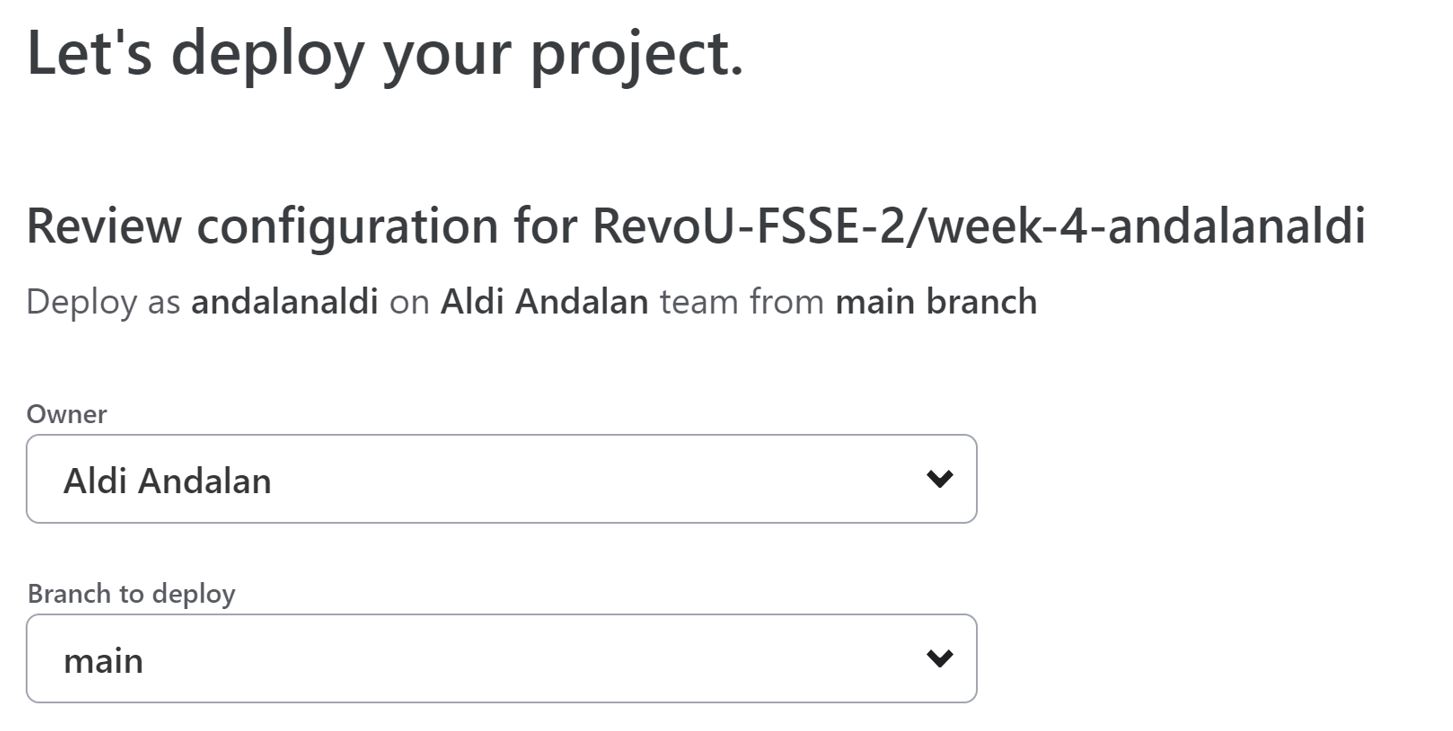 Let's deploy your project.
Review configuration for RevoU-FSSE-2/week-4-andalanaldi
Deploy as andalanaldi on Aldi Andalan team from main branch
Owner
Aldi Andalan
Branch to deploy
main